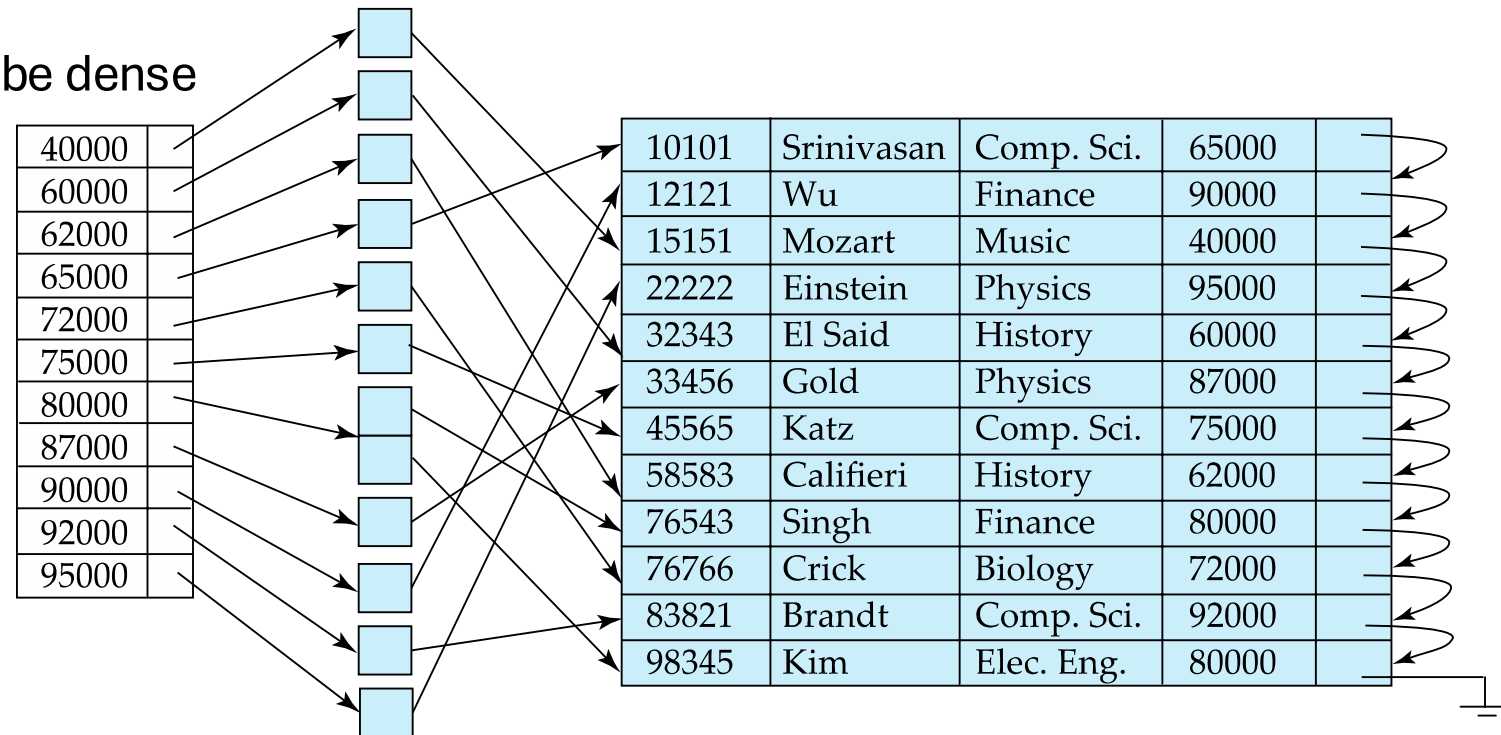 be dense
40000
60000
62000
65000
72000
75000
80000
87000
90000
92000
95000
10101 Srinivasan Comp. Sci. 65000
12121 Wu Finance 90000
15151 Mozart Music 40000
22222 Einstein Physics 95000
32343 El Said History 60000
33456 Gold Physics 87000
45565 Katz Comp. Sci. 75000
58583 Califieri History 62000
76543 Singh Finance 80000
76766 Crick Biology 72000
83821 Brandt Comp. Sci. 92000
98345 Kim Elec. Eng. 80000